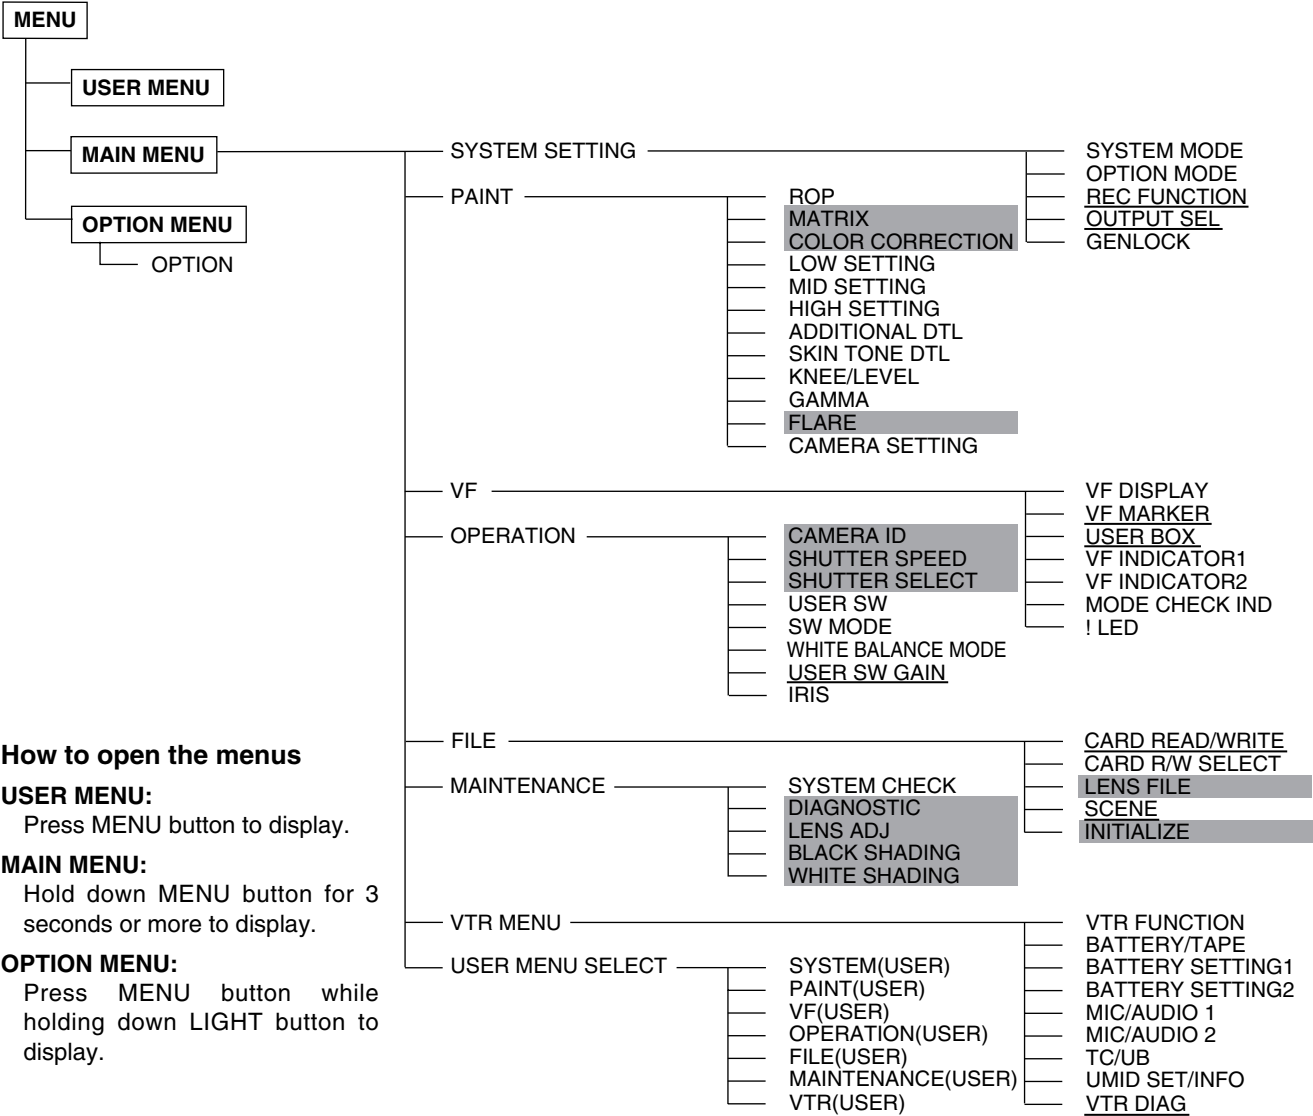 MENU
USER MENU
MAIN MENU
OPTION MENU
OPTION
SYSTEM SETTING
SYSTEM MODE
OPTION MODE
REC FUNCTION
OUTPUT SEL
GENLOCK
PAINT
ROP
MATRIX
COLOR CORRECTION
LOW SETTING
MID SETTING
HIGH SETTING
ADDITIONAL DTL
SKIN TONE DTL
KNEE/LEVEL
GAMMA
FLARE
CAMERA SETTING
VF
VF DISPLAY
VF MARKER
USER BOX
VF INDICATOR1
VF INDICATOR2
MODE CHECK IND
! LED
OPERATION
CAMERA ID
SHUTTER SPEED
SHUTTER SELECT
USER SW
SW MODE
WHITE BALANCE MODE
USER SW GAIN
IRIS
FILE
CARD READ/WRITE
CARD R/W SELECT
LENS FILE
SCENE
INITIALIZE
MAINTENANCE
SYSTEM CHECK
DIAGNOSTIC
LENS ADJ
BLACK SHADING
WHITE SHADING
VTR MENU
VTR FUNCTION
BATTERY/TAPE
BATTERY SETTING1
BATTERY SETTING2
MIC/AUDIO 1
MIC/AUDIO 2
TC/UB
UMID SET/INFO
VTR DIAG
USER MENU SELECT
SYSTEM(USER)
PAINT(USER)
VF(USER)
OPERATION(USER)
FILE(USER)
MAINTENANCE(USER)
VTR(USER)
How to open the menus
USER MENU:
Press MENU button to display.
MAIN MENU:
Hold down MENU button for 3
seconds or more to display.
OPTION MENU:
Press MENU button while
holding down LIGHT button to
display.